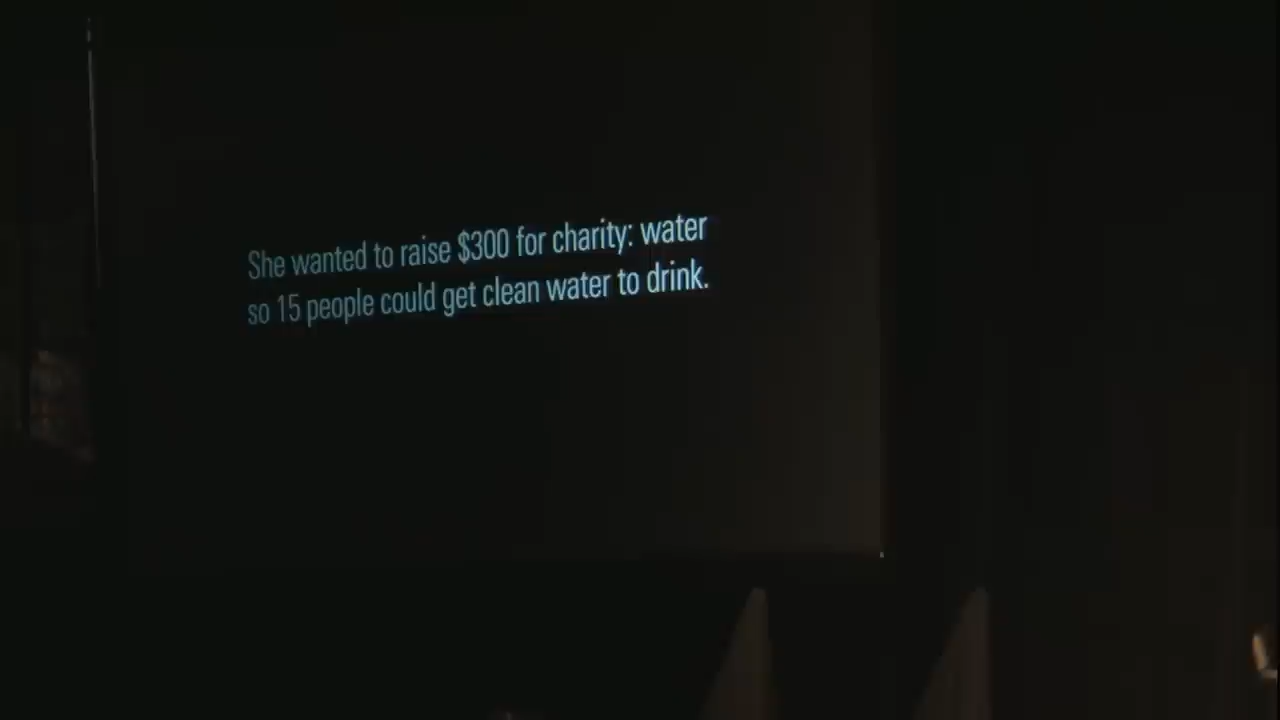 She wanted to raise $300 for charity: water
so 15 people could get clean water to drink.